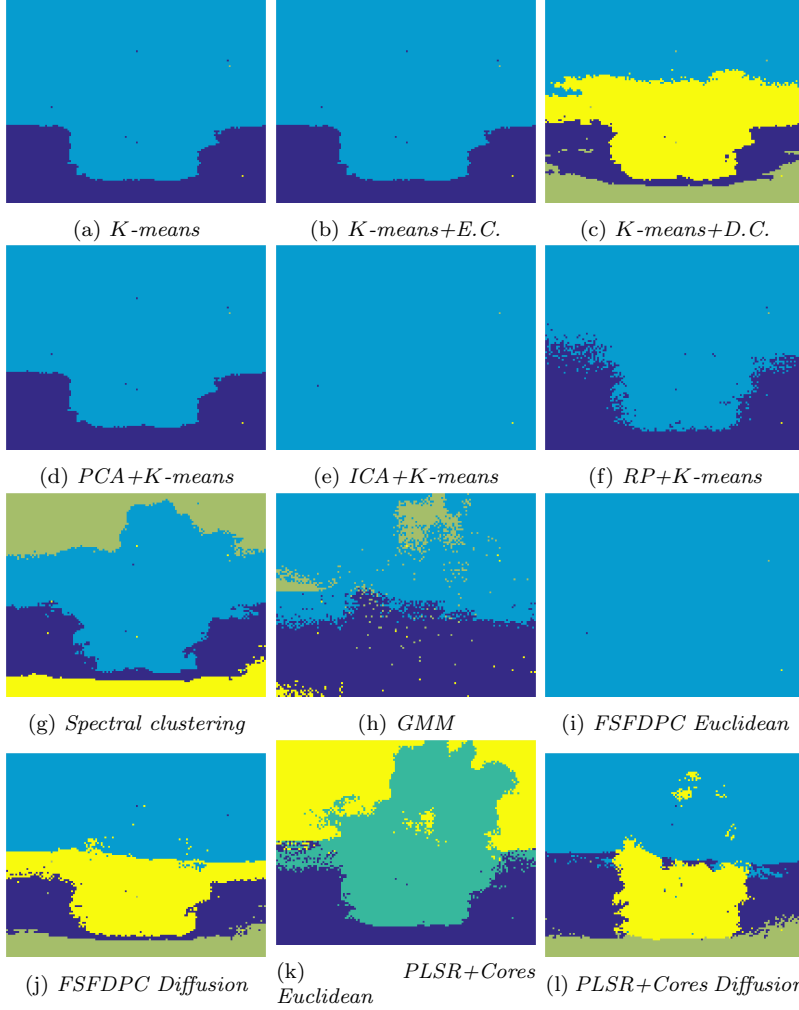 (a) K-means
(b) K-means+E.C.
(c) K-means+D.C.
(d) PCA+K-means
(e) ICA+K-means
(f) RP+K-means
(g) Spectral clustering
(h) GMM
(i) FSFDPC Euclidean
(j) FSFDPC Diffusion
(k) PLSR+Cores
Euclidean
(l) PLSR+Cores Diffusion